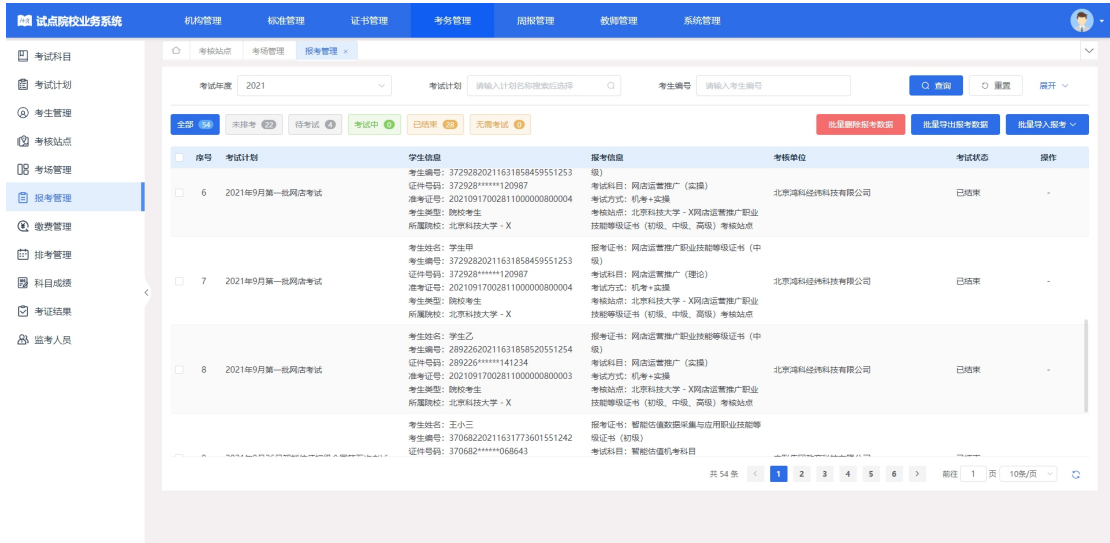 试点院校业务系统
机构管理 标准管理 证书管理 考务管理 周报管理 教师管理 系统管理
考试科目
考试计划
考生管理
考核站点
考场管理
报考管理
缴费管理
排考管理
科目成绩
考证结果
监考人员
考核站点 考场管理 报考管理 ×
考试年度 2021 考试计划 请输入计划名称搜索后选择 考生编号 请输入考生编号 查询 重置 展开
全部 54 未排考 22 待考试 4 考试中 0 已结束 28 无需考试 0 批量删除报考数据 批量导出报考数据 批量导入报考
序号 考试计划 学生信息 报考信息 考核单位 考试状态 操作
考生编号：37292820211631858459551253 级）
证件号码：372928******120987 考试科目：网店运营推广（实操）
6 2021年9月第一批网店考试 准考证号：20210917002811000000800004 考试方式：机考+实操 北京鸿科经纬科技有限公司 已结束 -
考生类型：院校考生 考核站点：北京科技大学 - X网店运营推广职业
所属院校：北京科技大学 - X 技能等级证书（初级、中级、高级）考核站点
考生姓名：学生甲 报考证书：网店运营推广职业技能等级证书（中
考生编号：37292820211631858459551253 级）
证件号码：372928******120987 考试科目：网店运营推广（理论）
7 2021年9月第一批网店考试 准考证号：20210917002811000000800004 考试方式：机考+实操 北京鸿科经纬科技有限公司 已结束 -
考生类型：院校考生 考核站点：北京科技大学 - X网店运营推广职业
所属院校：北京科技大学 - X 技能等级证书（初级、中级、高级）考核站点
考生姓名：学生乙 报考证书：网店运营推广职业技能等级证书（中
考生编号：28922620211631858520551254 级）
证件号码：289226******141234 考试科目：网店运营推广（实操）
8 2021年9月第一批网店考试 准考证号：20210917002811000000800003 考试方式：机考+实操 北京鸿科经纬科技有限公司 已结束 -
考生类型：院校考生 考核站点：北京科技大学 - X网店运营推广职业
所属院校：北京科技大学 - X 技能等级证书（初级、中级、高级）考核站点
考生姓名：王小三 报考证书：智能估值数据采集与应用职业技能等
考生编号：37068220211631773601551242 级证书（初级）
证件号码：370682******068643 考试科目：智能估值机考科目
共 54 条 1 2 3 4 5 6 前往 1 页 10条/页